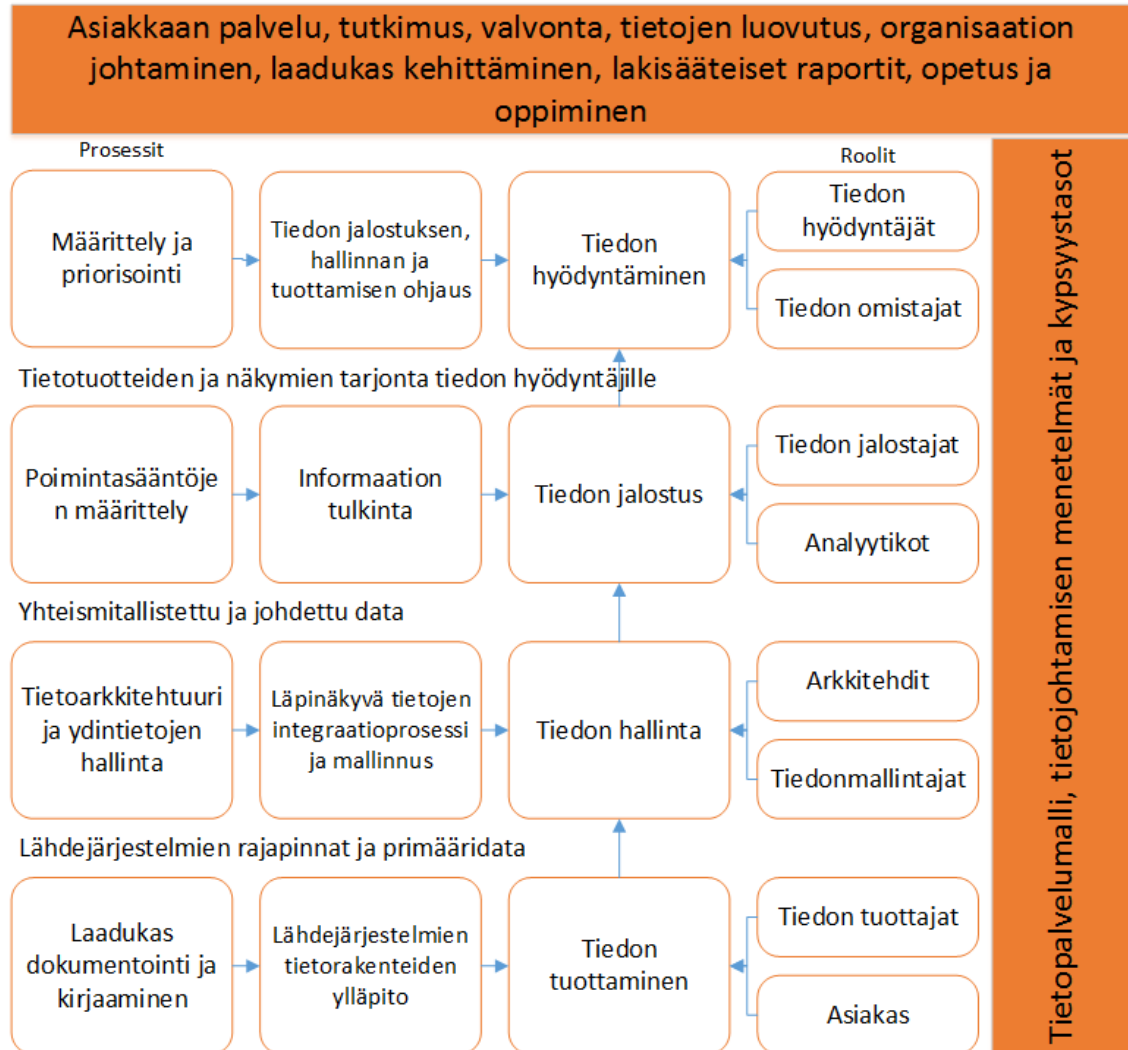 Asiakkaan palvelu, tutkimus, valvonta, tietojen luovutus, organisaation
johtaminen, laadukas kehittäminen, lakisääteiset raportit, opetus ja
oppiminen
Prosessit
Roolit
Määrittely ja
priorisointi
Tiedon jalostuksen,
hallinnan ja
tuottamisen ohjaus
Tiedon
hyödyntäminen
Tiedon
hyödyntäjät
Tiedon omistajat
Tietotuotteiden ja näkymien tarjonta tiedon hyödyntäjille
Poimintasääntöje
n määrittely
Informaation
tulkinta
Tiedon jalostus
Tiedon jalostajat
Analyytikot
Yhteismitallistettu ja johdettu data
Tietoarkkitehtuuri
ja ydintietojen
hallinta
Läpinäkyvä tietojen
integraatioprosessi
ja mallinnus
Tiedon hallinta
Arkkitehdit
Tiedonmallintajat
Lähdejärjestelmien rajapinnat ja primääridata
Laadukas
dokumentointi ja
kirjaaminen
Lähdejärjestelmien
tietorakenteiden
ylläpito
Tiedon
tuottaminen
Tiedon tuottajat
Asiakas
Tietopalvelumalli, tietojohtamisen menetelmät ja kypsyystasot